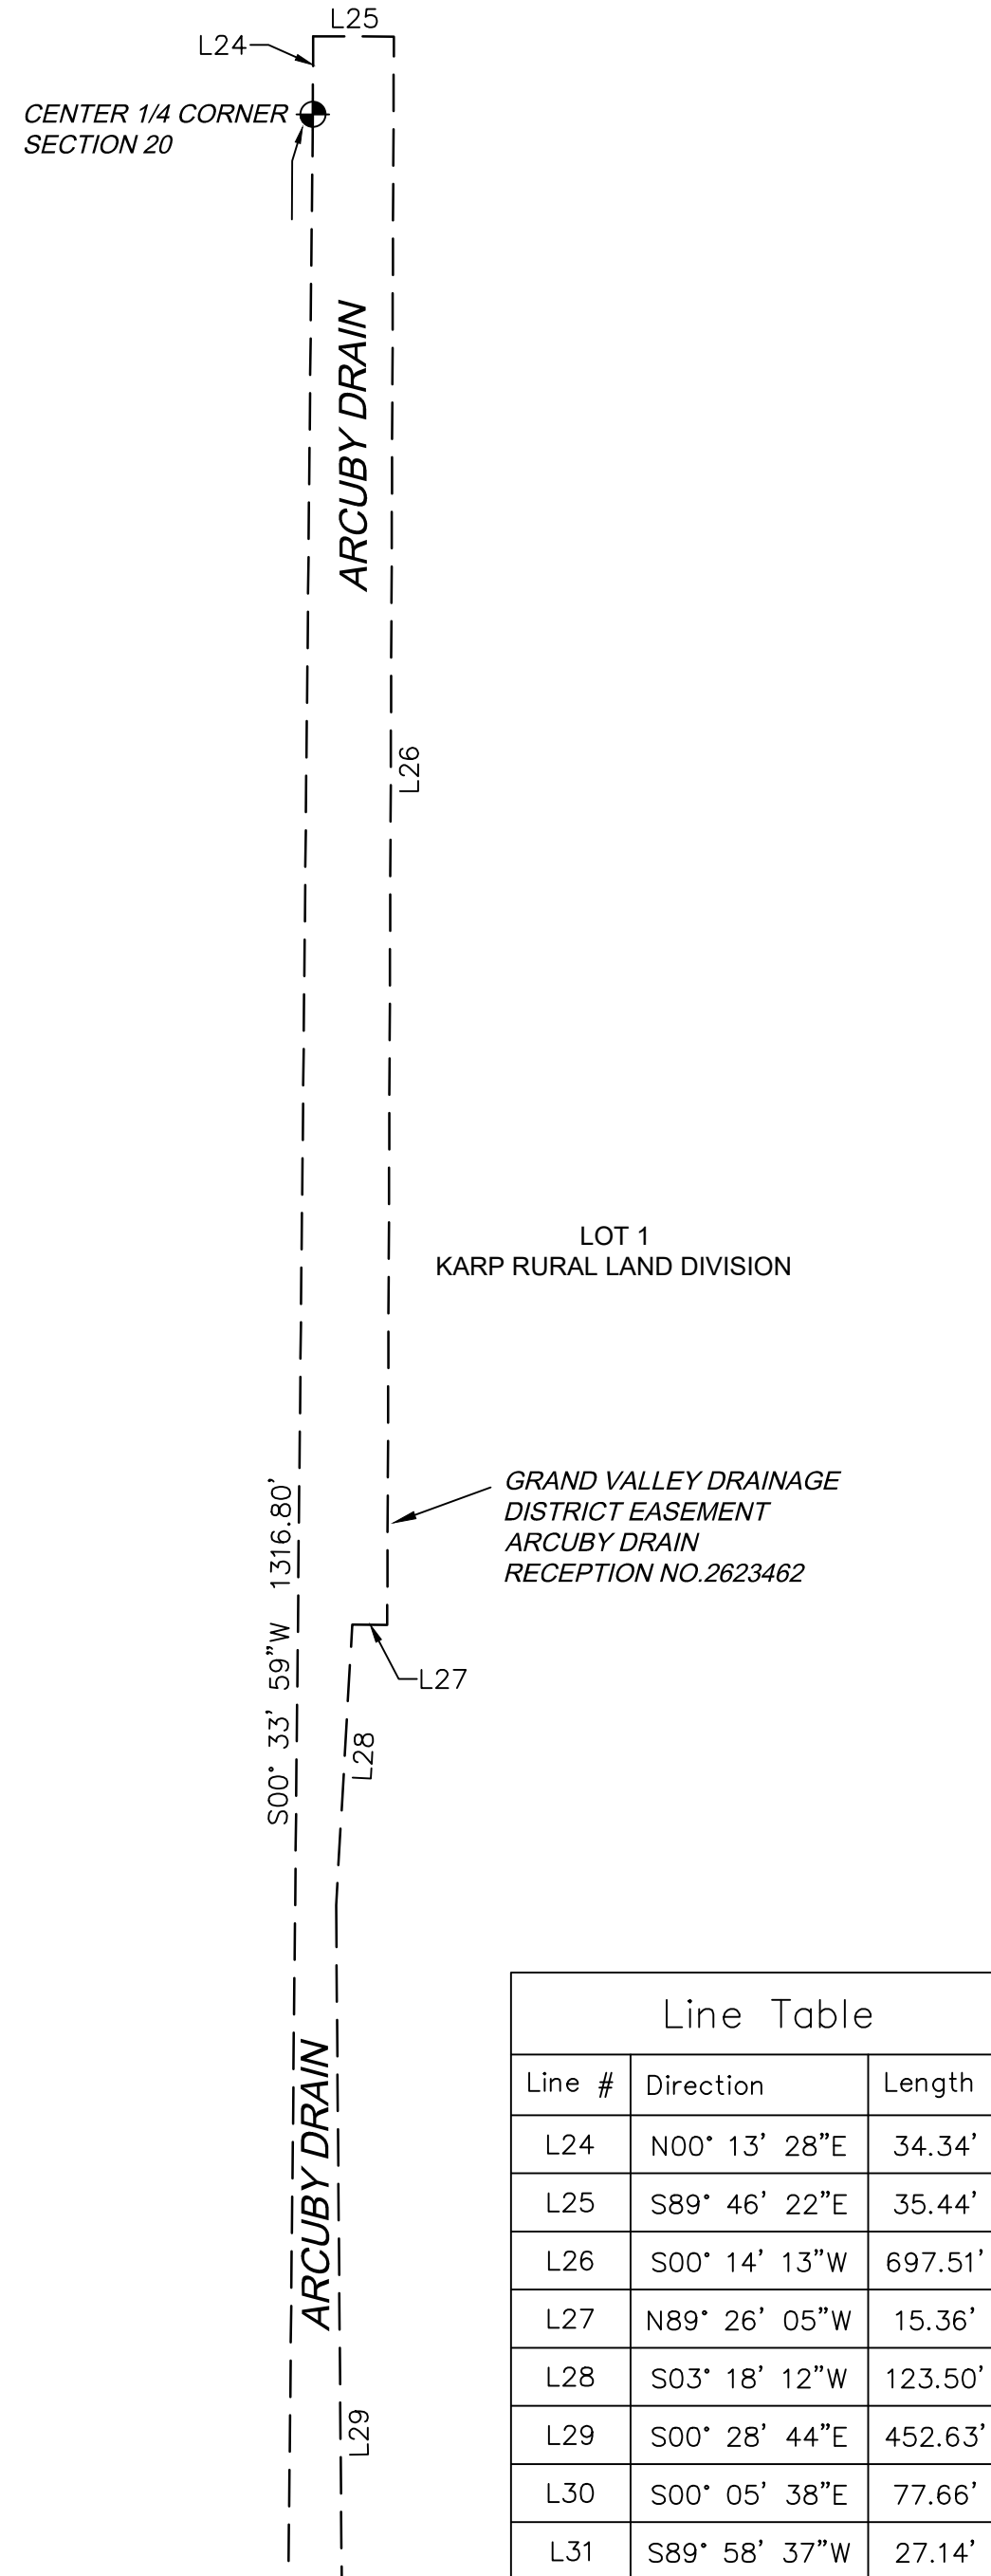 L25
L24
CENTER 1/4 CORNER
SECTION 20
ARCUBY DRAIN
L26
LOT 1
KARP RURAL LAND DIVISION
GRAND VALLEY DRAINAGE
DISTRICT EASEMENT
ARCUBY DRAIN
RECEPTION NO.2623462
S00° 33' 59"W 1316.80'
L27
L28
ARCUBY DRAIN
L29
Line Table
Line # Direction Length
L24 N00° 13' 28"E 34.34'
L25 S89° 46' 22"E 35.44'
L26 S00° 14' 13"W 697.51'
L27 N89° 26' 05"W 15.36'
L28 S03° 18' 12"W 123.50'
L29 S00° 28' 44"E 452.63'
L30 S00° 05' 38"E 77.66'
L31 S89° 58' 37"W 27.14'